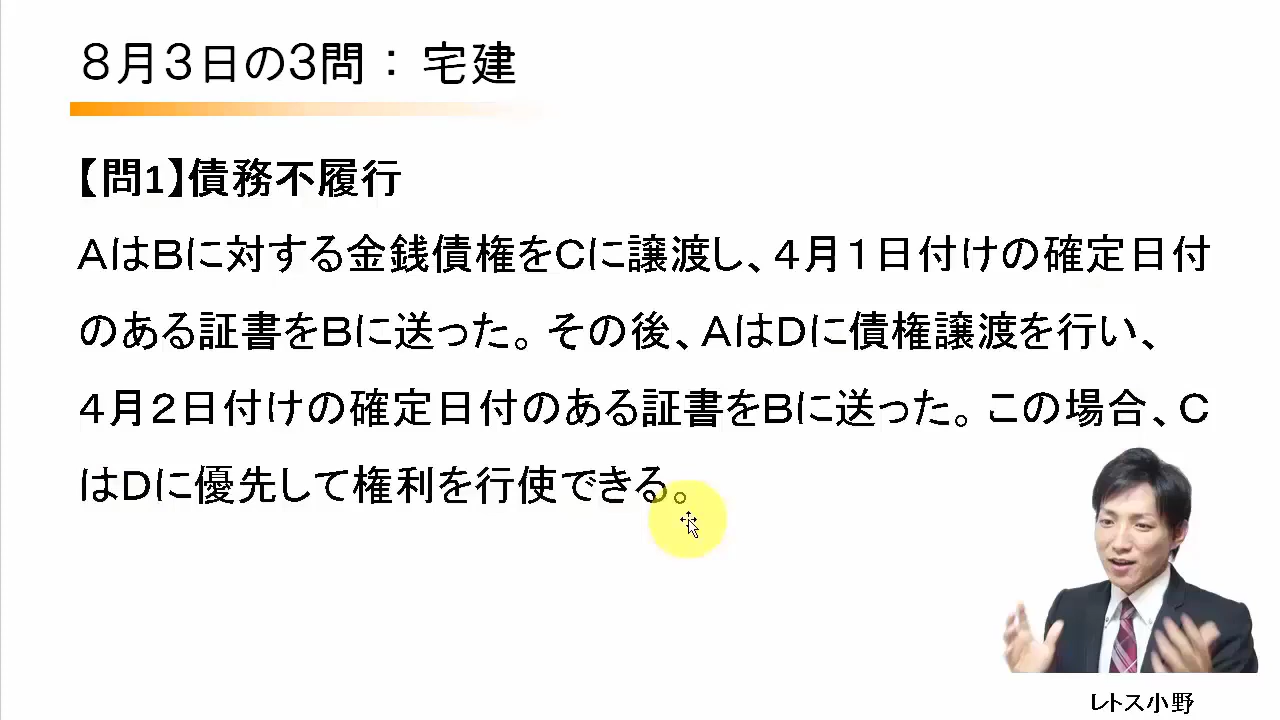 ８月３日の３問： 宅建
【問1】債務不履行
ＡはＢに対する金銭債権をＣに譲渡し、４月１日付けの確定日付
のある証書をＢに送った。その後、ＡはＤに債権譲渡を行い、
４月２日付けの確定日付のある証書をＢに送った。この場合、Ｃ
はＤに優先して権利を行使できる。
レトス小野